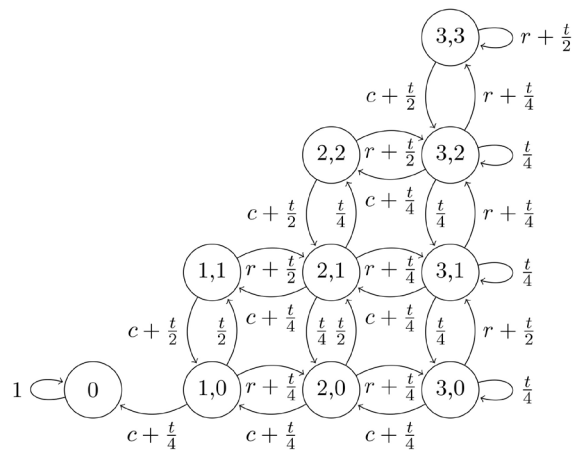 3,3 r + t/2
c + t/2 r + t/4
2,2 r + t/2 3,2 t/4
c + t/4
c + t/2 t/4 t/4 r + t/4
1,1 r + t/2 2,1 r + t/4 3,1 t/4
c + t/4 c + t/4
c + t/2 t/2 t/4 t/2 t/4 r + t/2
1 0 1,0 r + t/4 2,0 r + t/4 3,0 t/4
c + t/4 c + t/4 c + t/4